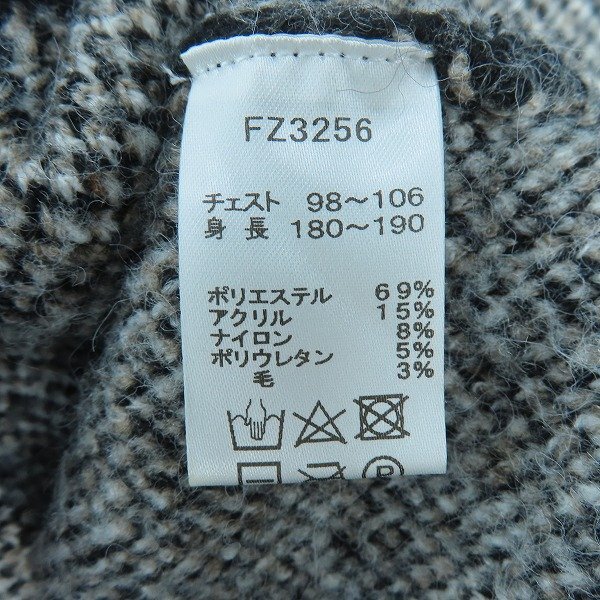 FZ3256
チェスト 98～106
身長 180～190
ポリエステル 69%
アクリル 15%
ナイロン 8%
ポリウレタン 5%
毛 3%
P